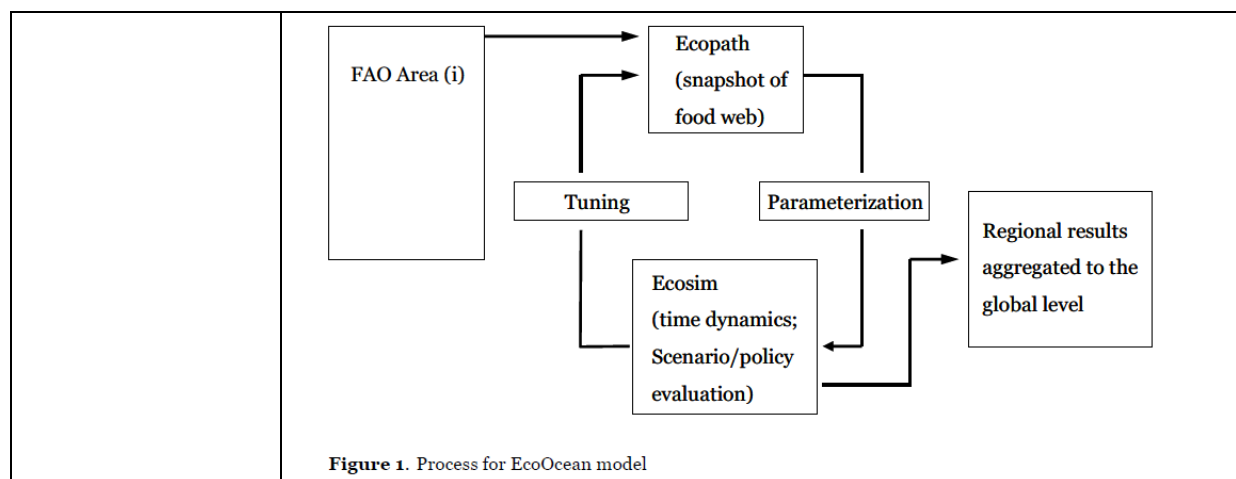 FAO Area (i)
Ecopath
(snapshot of
food web)
Tuning
Parameterization
Ecosim
(time dynamics;
Scenario/policy
evaluation)
Regional results
aggregated to the
global level
Figure 1. Process for EcoOcean model